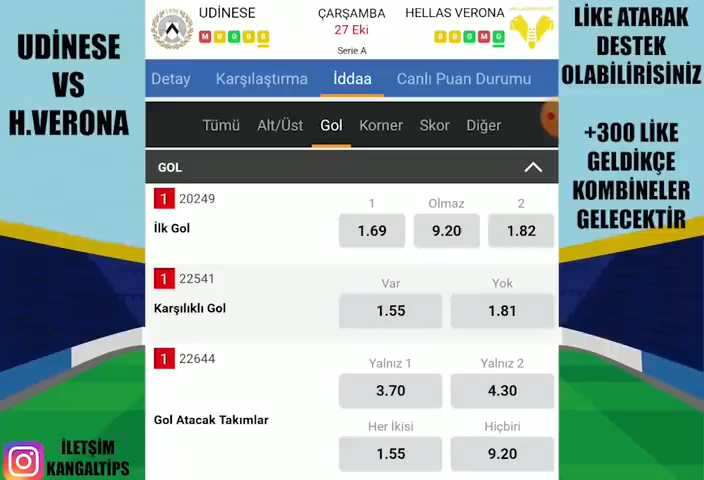 UDİNESE
VS
H.VERONA
UDİNESE
M D G B B
ÇARŞAMBA
27 Eki
Serie A
HELLAS VERONA
B B G M G
LİKE ATARAK
DESTEK
OLABİLİRİSİNİZ
+300 LİKE
GELDİKÇE
KOMBİNELER
GELECEKTİR
Detay Karşılaştırma İddaa Canlı Puan Durumu
Tümü Alt/Üst Gol Korner Skor Diğer
GOL
1 20249
İlk Gol
1 Olmaz 2
1.69 9.20 1.82
1 22541
Karşılıklı Gol
Var Yok
1.55 1.81
1 22644
Gol Atacak Takımlar
Yalnız 1 Yalnız 2
3.70 4.30
Her İkisi Hiçbiri
1.55 9.20
İLETŞİM
KANGALTİPS